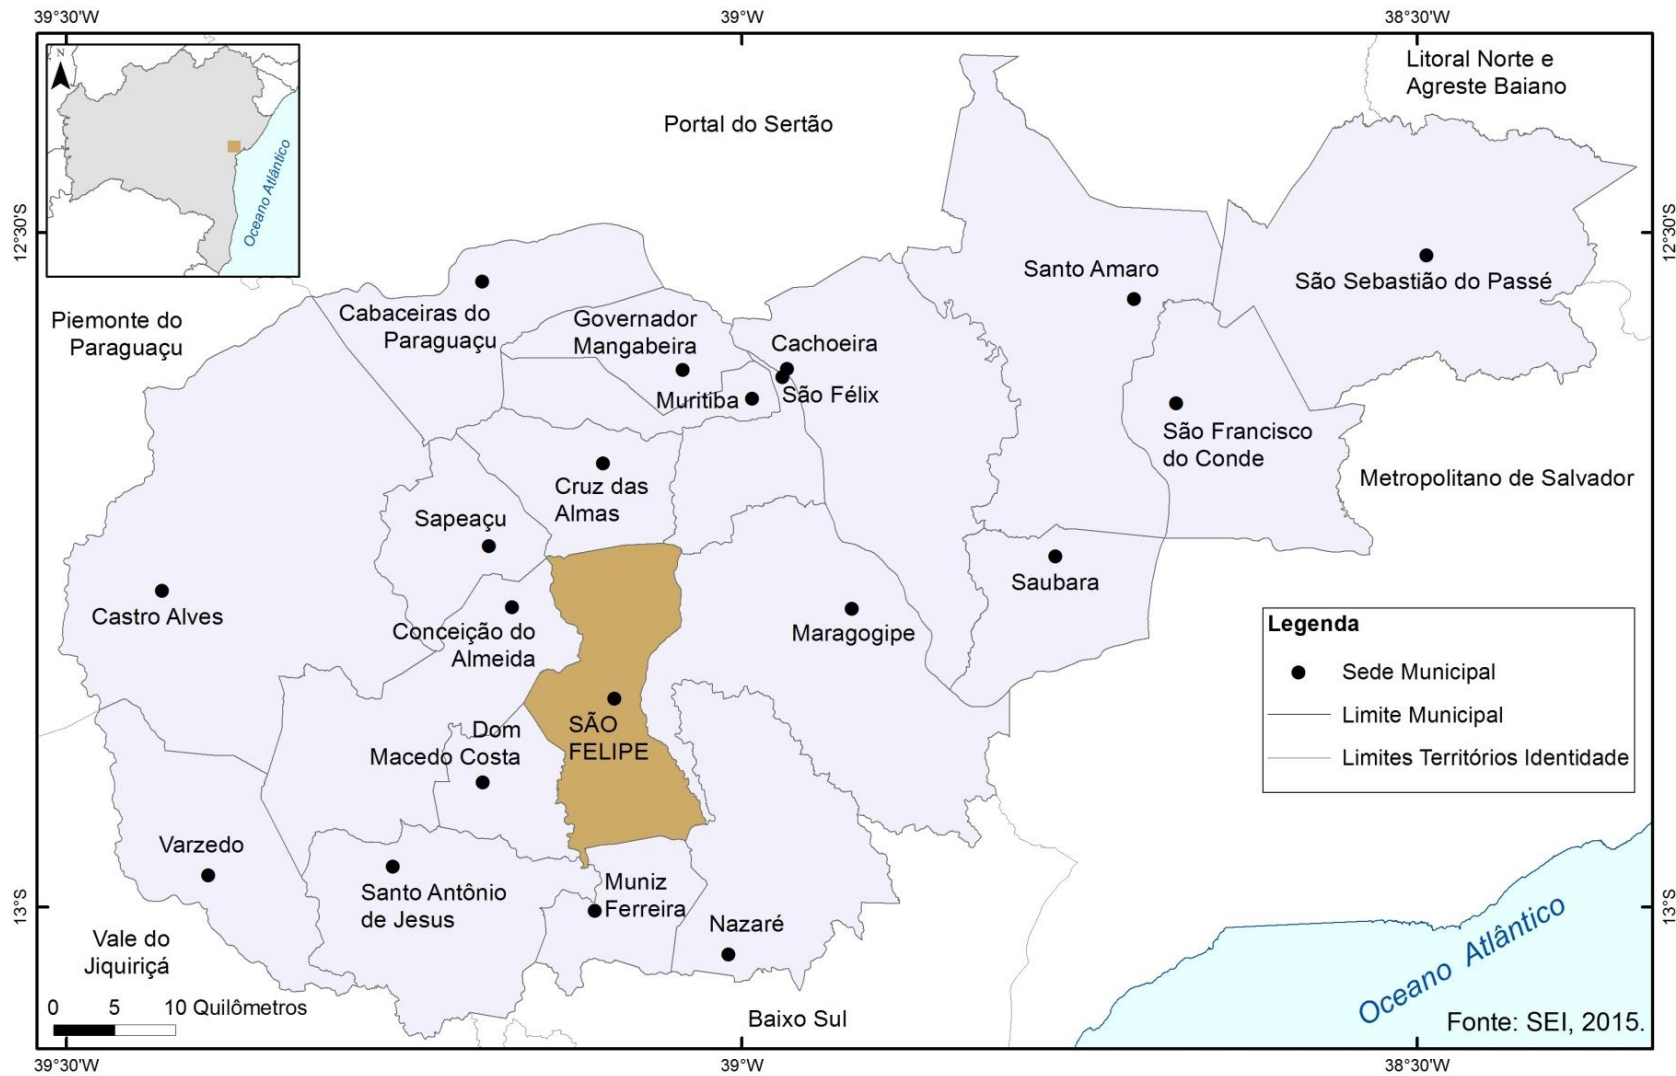 39°30'W
39°W
38°30'W
N
Oceano Atlântico
Litoral Norte e
Agreste Baiano
Portal do Sertão
12°30'S
12°30'S
Santo Amaro
São Sebastião do Passé
Piemonte do
Paraguaçu
Cabaceiras do
Paraguaçu
Governador
Mangabeira
Cachoeira
Muritiba
São Félix
São Francisco
do Conde
Metropolitano de Salvador
Cruz das
Almas
Sapeaçu
Saubara
Castro Alves
Conceição do
Almeida
Maragogipe
Legenda
Sede Municipal
Limite Municipal
Limites Territórios Identidade
SÃO
FELIPE
Dom
Macedo Costa
Varzedo
Santo Antônio
de Jesus
Muniz
Ferreira
Nazaré
13°S
13°S
Vale do
Jiquiriçá
0 5 10 Quilômetros
Baixo Sul
Oceano Atlântico
Fonte: SEI, 2015.
39°30'W
39°W
38°30'W